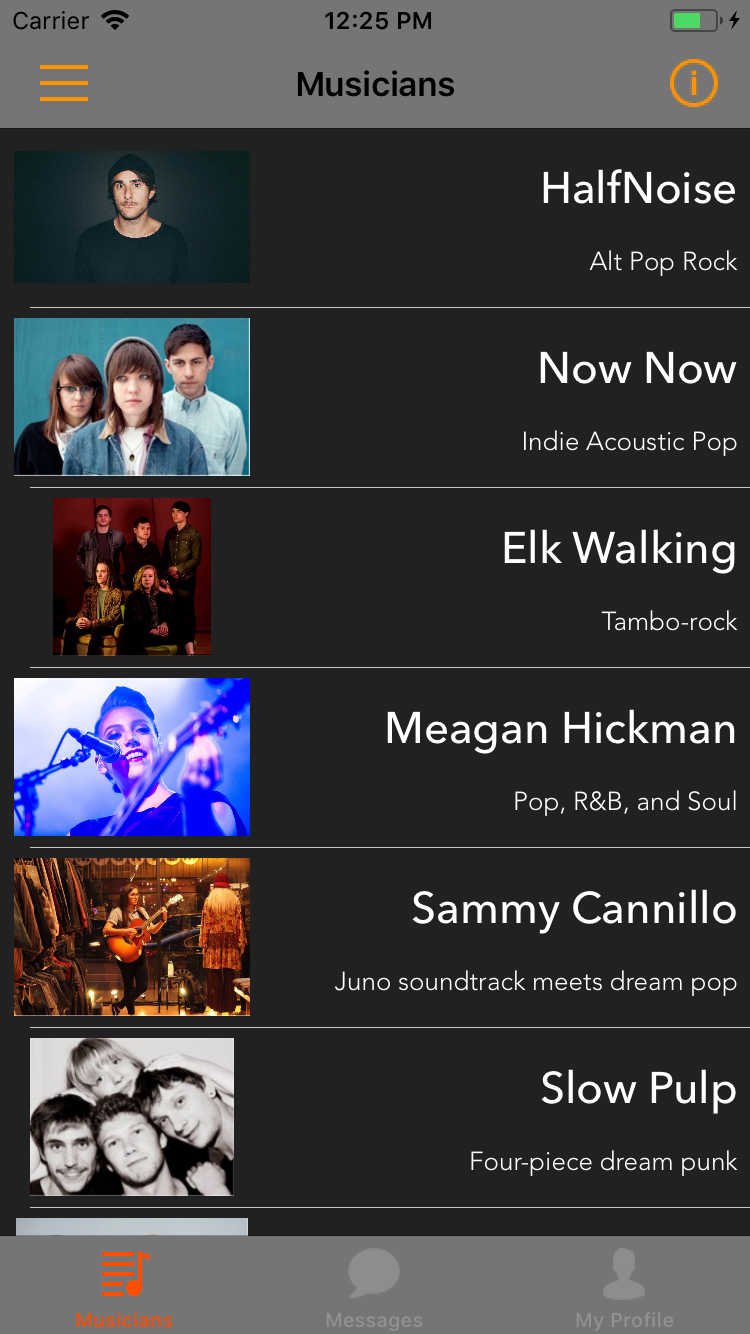 Carrier 12:25 PM
Musicians i
HalfNoise
Alt Pop Rock
Now Now
Indie Acoustic Pop
Elk Walking
Tambo-rock
Meagan Hickman
Pop, R&B, and Soul
Sammy Cannillo
Juno soundtrack meets dream pop
Slow Pulp
Four-piece dream punk
Musicians Messages My Profile